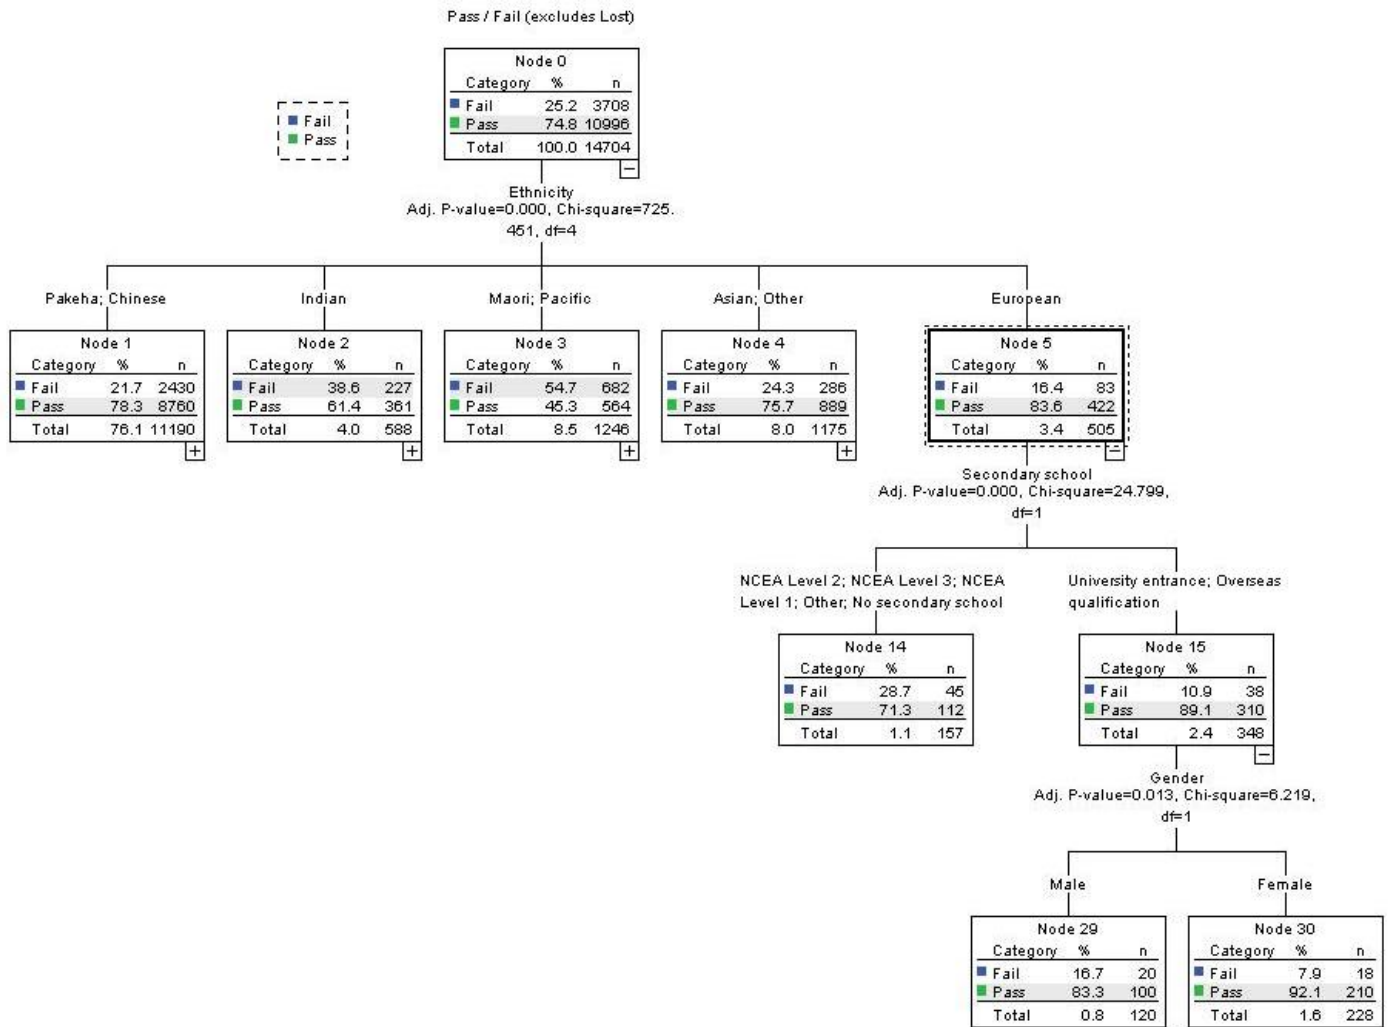 Pass / Fail (excludes Lost)
Fail
Pass
Node 0
Category % n
Fail 25.2 3708
Pass 74.8 10996
Total 100.0 14704
Ethnicity
Adj. P-value=0.000, Chi-square=725.
451, df=4
Pakeha; Chinese
Node 1
Category % n
Fail 21.7 2430
Pass 78.3 8760
Total 76.1 11190
Indian
Node 2
Category % n
Fail 38.6 227
Pass 61.4 361
Total 4.0 588
Maori; Pacific
Node 3
Category % n
Fail 54.7 682
Pass 45.3 564
Total 8.5 1246
Asian; Other
Node 4
Category % n
Fail 24.3 286
Pass 75.7 889
Total 8.0 1175
European
Node 5
Category % n
Fail 16.4 83
Pass 83.6 422
Total 3.4 505
Secondary school
Adj. P-value=0.000, Chi-square=24.799,
df=1
NCEA Level 2; NCEA Level 3; NCEA
Level 1; Other; No secondary school
Node 14
Category % n
Fail 28.7 45
Pass 71.3 112
Total 1.1 157
University entrance; Overseas
qualification
Node 15
Category % n
Fail 10.9 38
Pass 89.1 310
Total 2.4 348
Gender
Adj. P-value=0.013, Chi-square=6.219,
df=1
Male
Node 29
Category % n
Fail 16.7 20
Pass 83.3 100
Total 0.8 120
Female
Node 30
Category % n
Fail 7.9 18
Pass 92.1 210
Total 1.6 228